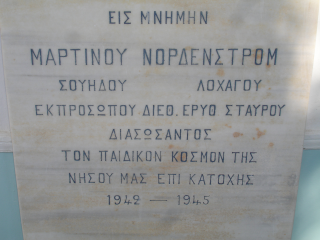 ΕΙΣ ΜΝΗΜΗΝ
ΜΑΡΤΙΝΟΥ ΝΟΡΔΕΝΣΤΡΟΜ
ΣΟΥΗΔΟΥ ΛΟΧΑΓΟΥ
ΕΚΠΡΟΣΩΠΟΥ ΔΙΕΘ. ΕΡΥΘ ΣΤΑΥΡΟΥ
ΔΙΑΣΩΣΑΝΤΟΣ
ΤΟΝ ΠΑΙΔΙΚΟΝ ΚΟΣΜΟΝ ΤΗΣ
ΝΗΣΟΥ ΜΑΣ ΕΠΙ ΚΑΤΟΧΗΣ
1942 — 1945